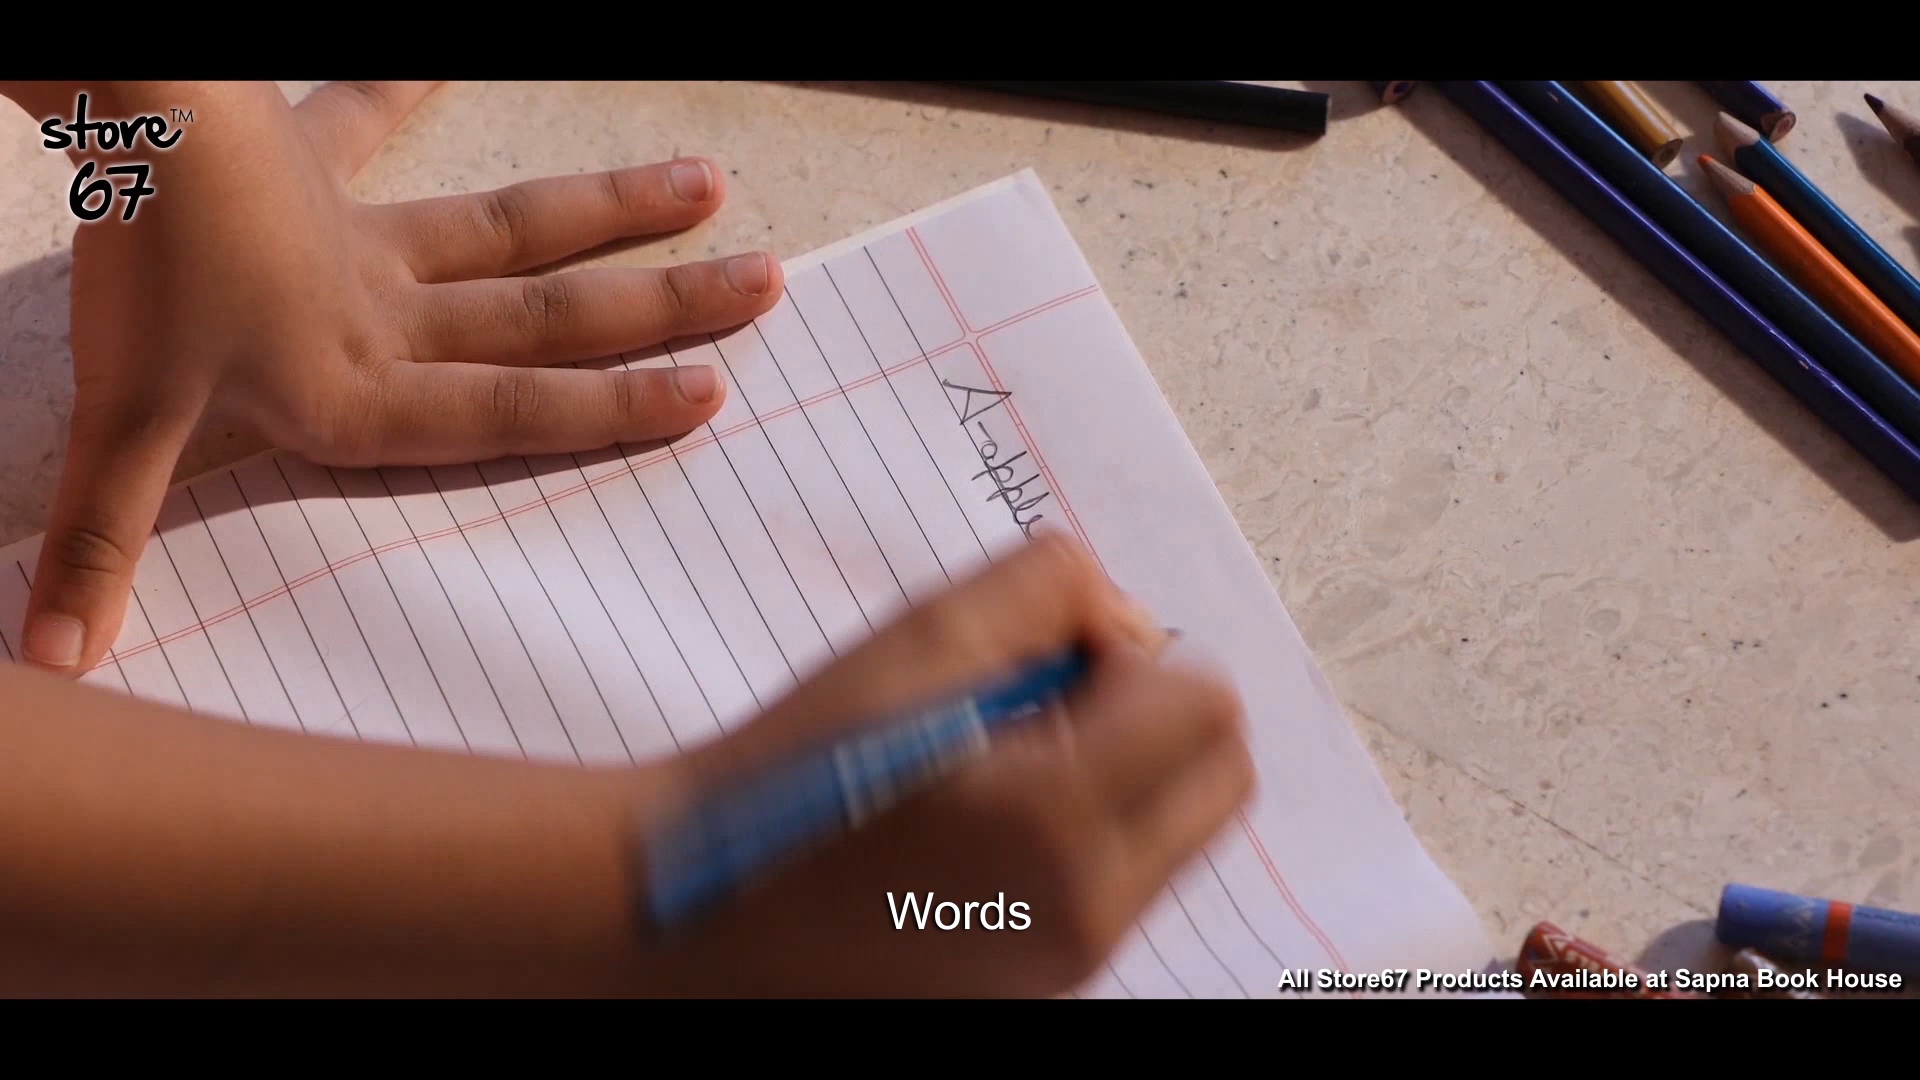 store™
67
A-apple
Words
All Store67 Products Available at Sapna Book House